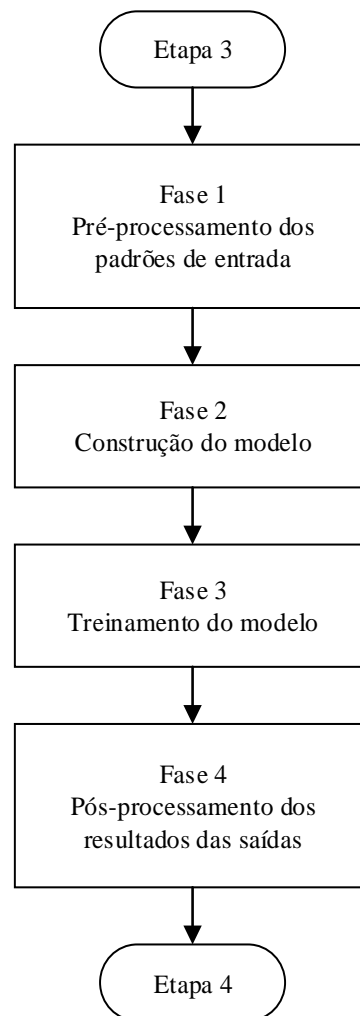 Etapa 3
Fase 1
Pré-processamento dos
padrões de entrada
Fase 2
Construção do modelo
Fase 3
Treinamento do modelo
Fase 4
Pós-processamento dos
resultados das saídas
Etapa 4